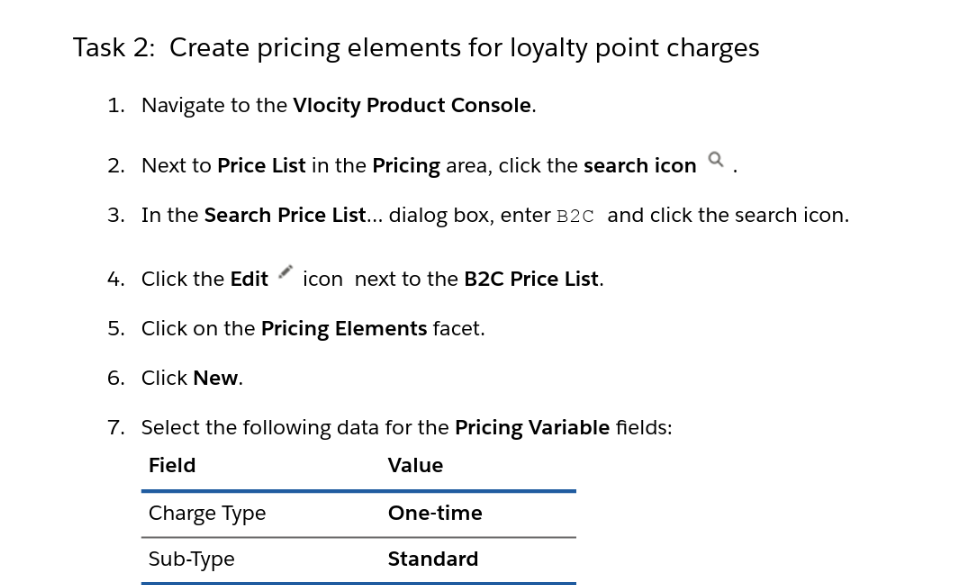 Task 2: Create pricing elements for loyalty point charges
1. Navigate to the Vlocity Product Console.
2. Next to Price List in the Pricing area, click the search icon .
3. In the Search Price List... dialog box, enter B2C and click the search icon.
4. Click the Edit icon next to the B2C Price List.
5. Click on the Pricing Elements facet.
6. Click New.
7. Select the following data for the Pricing Variable fields:
Field Value
Charge Type One-time
Sub-Type Standard